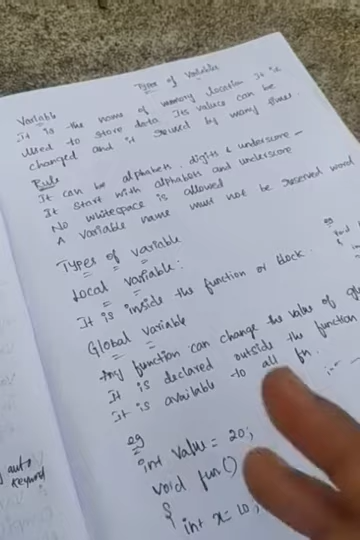 Types of Variables
Variable
It is the name of memory location. It is
used to store data. Its value can be
changed and it reused by many times.
Rule
It can be alphabets, digits & underscore
It start with alphabets and underscore
No whitespace is allowed
A variable name must not be reserved word
Types of variable
Local variable:
It is inside the function or block.
Global variable
Any function can change the value of
It is declared outside the function
It is available to all fn.
eg
int value = 20;
void fun()
{
int x = 10;
eg
auto
keyword